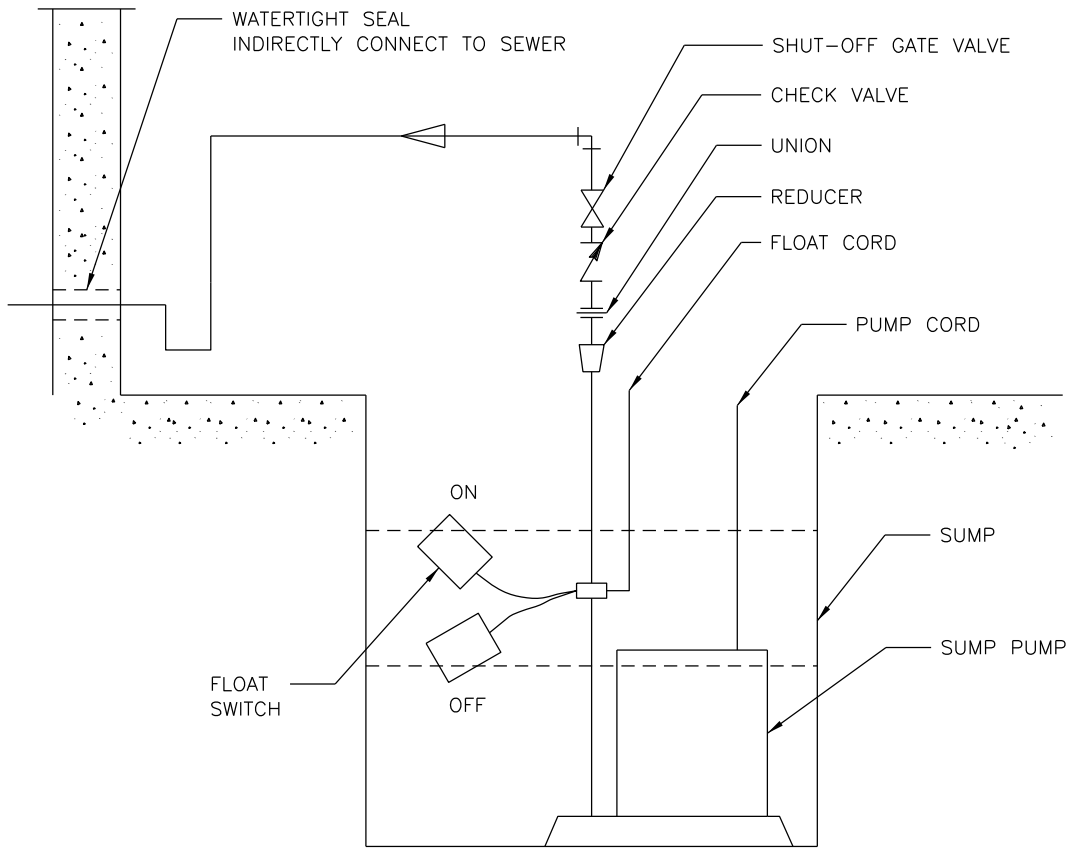 WATERTIGHT SEAL
INDIRECTLY CONNECT TO SEWER
SHUT-OFF GATE VALVE
CHECK VALVE
UNION
REDUCER
FLOAT CORD
PUMP CORD
ON
SUMP
SUMP PUMP
FLOAT
SWITCH
OFF